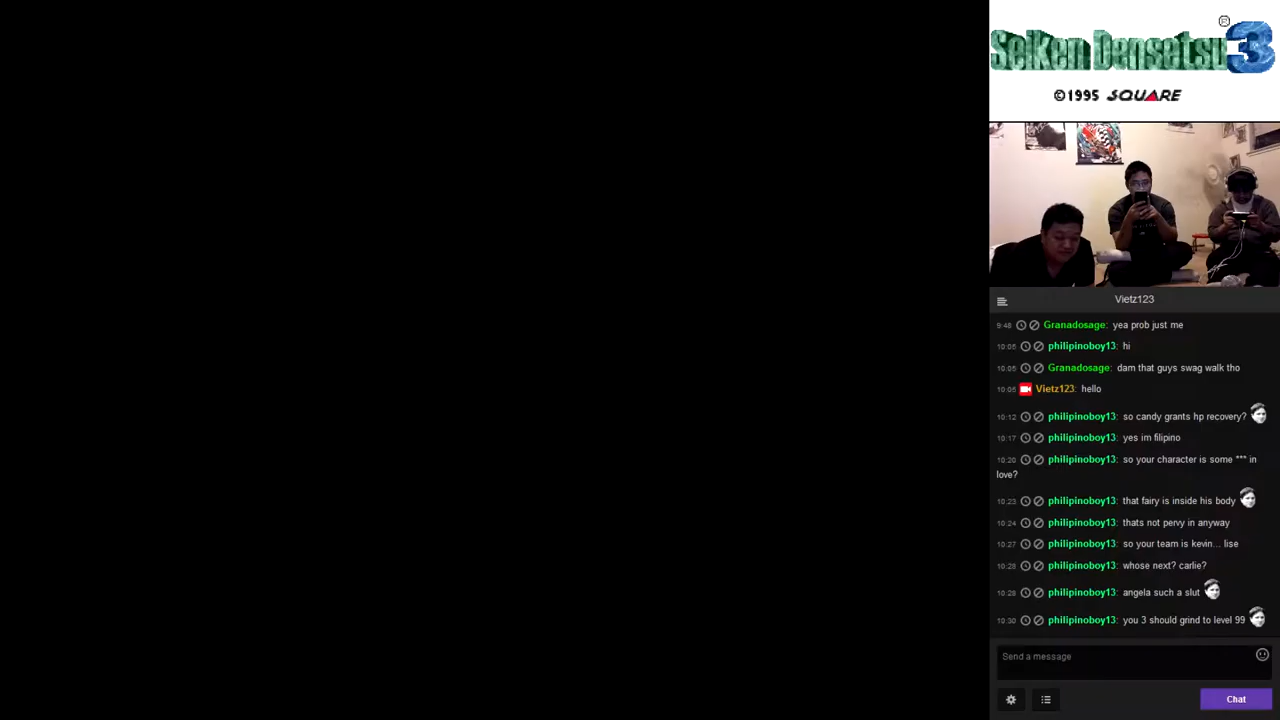 Seiken Densetsu 3
®
©1995 SQUARE
Vietz123
9:48 Granadosage: yea prob just me
10:05 philipinoboy13: hi
10:05 Granadosage: dam that guys swag walk tho
10:05 Vietz123: hello
10:12 philipinoboy13: so candy grants hp recovery?
10:17 philipinoboy13: yes im filipino
10:20 philipinoboy13: so your character is some *** in
love?
10:23 philipinoboy13: that fairy is inside his body
10:24 philipinoboy13: thats not pervy in anyway
10:27 philipinoboy13: so your team is kevin... lise
10:28 philipinoboy13: whose next? carlie?
10:28 philipinoboy13: angela such a slut
10:30 philipinoboy13: you 3 should grind to level 99
Send a message
Chat